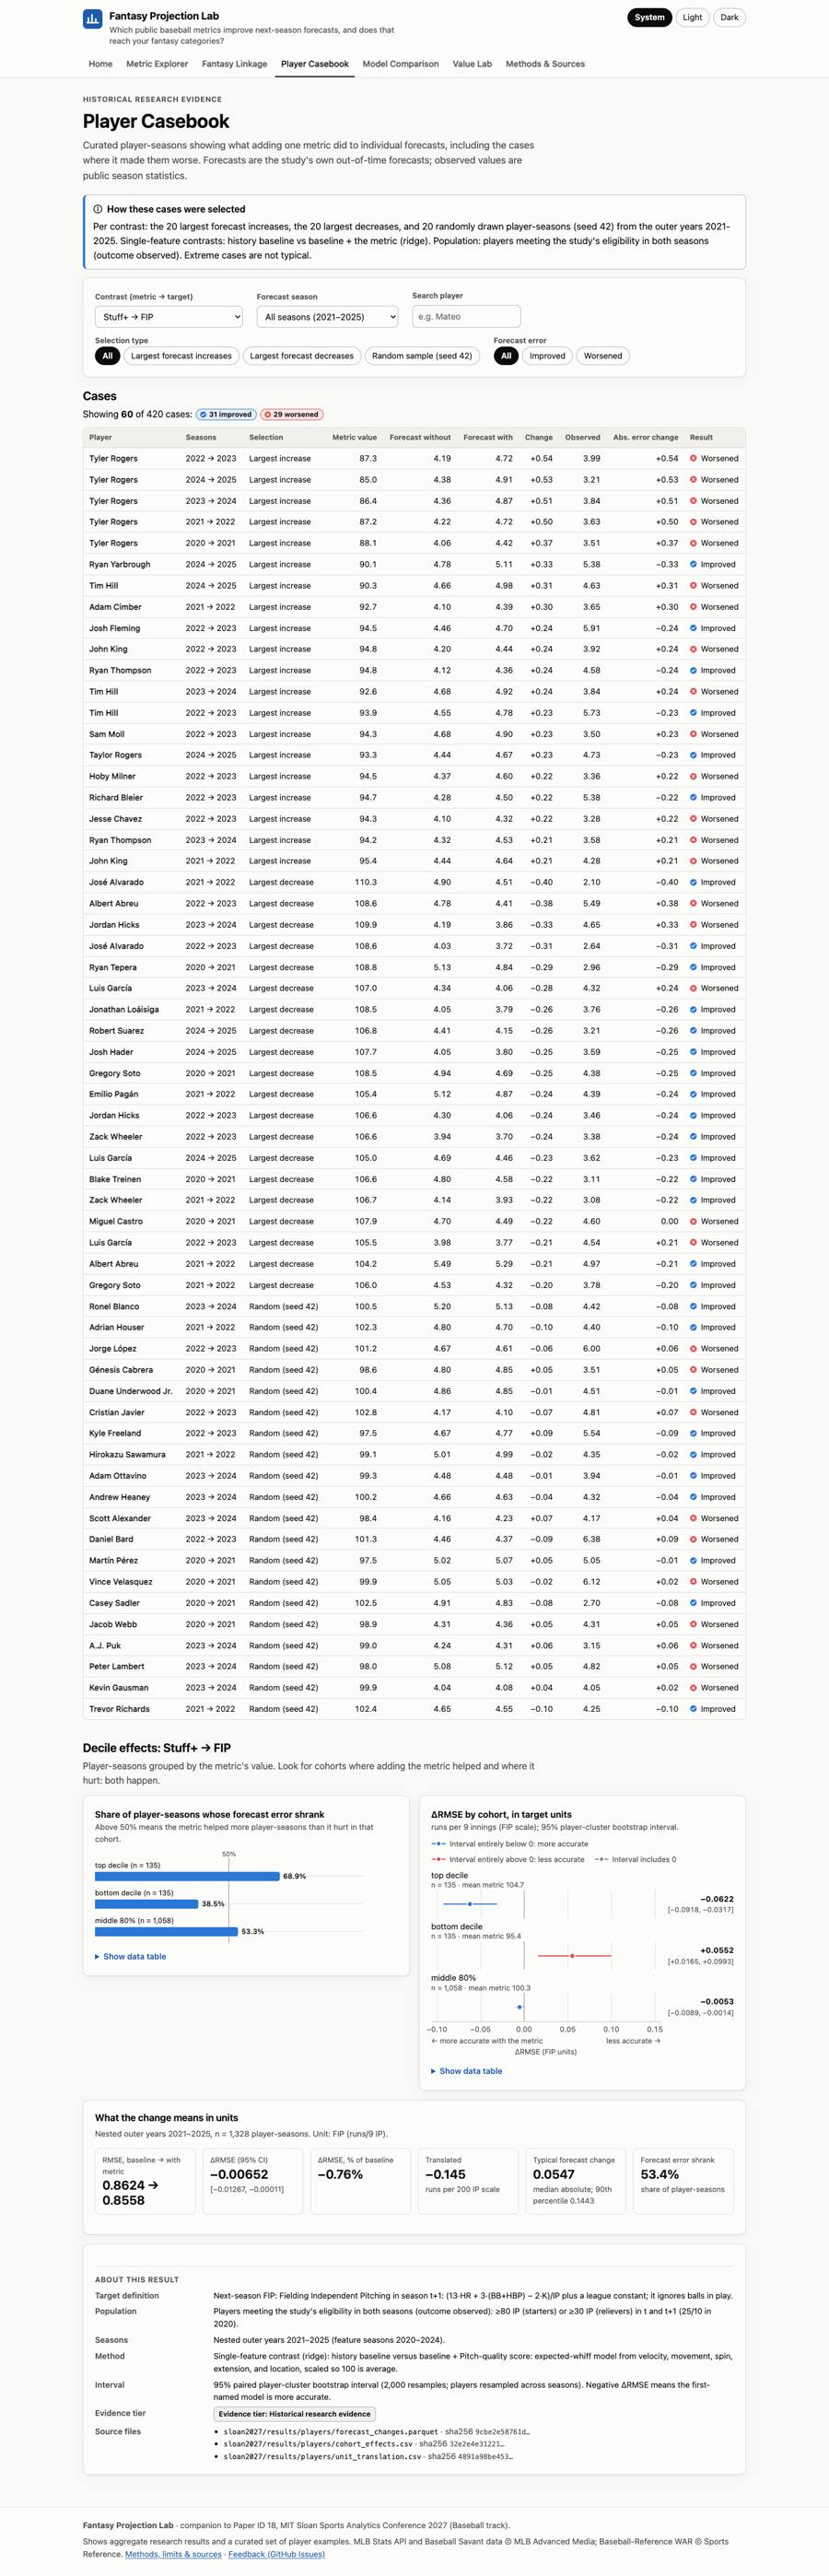 Fantasy Projection Lab
Which public baseball metrics improve next-season forecasts, and does that
reach your fantasy categories?
System Light Dark
Home Metric Explorer Fantasy Linkage Player Casebook Model Comparison Value Lab Methods & Sources
HISTORICAL RESEARCH EVIDENCE
Player Casebook
Curated player-seasons showing what adding one metric did to individual forecasts, including the cases
where it made them worse. Forecasts are the study's own out-of-time forecasts; observed values are
public season statistics.
How these cases were selected
Per contrast: the 20 largest forecast increases, the 20 largest decreases, and 20 randomly drawn player-seasons (seed 42) from the outer years 2021-
2025. Single-feature contrasts: history baseline vs baseline + the metric (ridge). Population: players meeting the study's eligibility in both seasons
(outcome observed). Extreme cases are not typical.
Contrast (metric → target) Forecast season Search player
Stuff+ → FIP All seasons (2021–2025) e.g. Mateo
Selection type Forecast error
All Largest forecast increases Largest forecast decreases Random sample (seed 42) All Improved Worsened
Cases
Showing 60 of 420 cases: 31 improved 29 worsened
Player Seasons Selection Metric value Forecast without Forecast with Change Observed Abs. error change Result
Tyler Rogers 2022 → 2023 Largest increase 87.3 4.19 4.72 +0.54 3.99 +0.54 Worsened
Tyler Rogers 2024 → 2025 Largest increase 85.0 4.38 4.91 +0.53 3.21 +0.53 Worsened
Tyler Rogers 2023 → 2024 Largest increase 86.4 4.36 4.87 +0.51 3.84 +0.51 Worsened
Tyler Rogers 2021 → 2022 Largest increase 87.2 4.22 4.72 +0.50 3.63 +0.50 Worsened
Tyler Rogers 2020 → 2021 Largest increase 88.1 4.06 4.42 +0.37 3.51 +0.37 Worsened
Ryan Yarbrough 2024 → 2025 Largest increase 90.1 4.78 5.11 +0.33 5.38 −0.33 Improved
Tim Hill 2024 → 2025 Largest increase 90.3 4.66 4.98 +0.31 4.63 +0.31 Worsened
Adam Cimber 2021 → 2022 Largest increase 92.7 4.10 4.39 +0.30 3.65 +0.30 Worsened
Josh Fleming 2022 → 2023 Largest increase 94.5 4.46 4.70 +0.24 5.91 −0.24 Improved
John King 2022 → 2023 Largest increase 94.8 4.20 4.44 +0.24 3.92 +0.24 Worsened
Ryan Thompson 2022 → 2023 Largest increase 94.8 4.12 4.36 +0.24 4.58 −0.24 Improved
Tim Hill 2023 → 2024 Largest increase 92.6 4.68 4.92 +0.24 3.84 +0.24 Worsened
Tim Hill 2022 → 2023 Largest increase 93.9 4.55 4.78 +0.23 5.73 −0.23 Improved
Sam Moll 2022 → 2023 Largest increase 94.3 4.68 4.90 +0.23 3.50 +0.23 Worsened
Taylor Rogers 2024 → 2025 Largest increase 93.3 4.44 4.67 +0.23 4.73 −0.23 Improved
Hoby Milner 2022 → 2023 Largest increase 94.5 4.37 4.60 +0.22 3.36 +0.22 Worsened
Richard Bleier 2022 → 2023 Largest increase 94.7 4.28 4.50 +0.22 5.38 −0.22 Improved
Jesse Chavez 2022 → 2023 Largest increase 94.3 4.10 4.32 +0.22 3.28 +0.22 Worsened
Ryan Thompson 2023 → 2024 Largest increase 94.2 4.32 4.53 +0.21 3.58 +0.21 Worsened
John King 2021 → 2022 Largest increase 95.4 4.44 4.64 +0.21 4.28 +0.21 Worsened
José Alvarado 2021 → 2022 Largest decrease 110.3 4.90 4.51 −0.40 2.10 −0.40 Improved
Albert Abreu 2022 → 2023 Largest decrease 108.6 4.78 4.41 −0.38 5.49 +0.38 Worsened
Jordan Hicks 2023 → 2024 Largest decrease 109.9 4.19 3.86 −0.33 4.65 +0.33 Worsened
José Alvarado 2022 → 2023 Largest decrease 108.6 4.03 3.72 −0.31 2.64 −0.31 Improved
Ryan Tepera 2020 → 2021 Largest decrease 108.8 5.13 4.84 −0.29 2.96 −0.29 Improved
Luis García 2023 → 2024 Largest decrease 107.0 4.34 4.06 −0.28 4.32 +0.24 Worsened
Jonathan Loáisiga 2021 → 2022 Largest decrease 108.5 4.05 3.79 −0.26 3.76 −0.26 Improved
Robert Suarez 2024 → 2025 Largest decrease 106.8 4.41 4.15 −0.26 3.21 −0.26 Improved
Josh Hader 2024 → 2025 Largest decrease 107.7 4.05 3.80 −0.25 3.59 −0.25 Improved
Gregory Soto 2020 → 2021 Largest decrease 108.5 4.94 4.69 −0.25 4.38 −0.25 Improved
Emilio Pagán 2021 → 2022 Largest decrease 105.4 5.12 4.87 −0.24 4.39 −0.24 Improved
Jordan Hicks 2022 → 2023 Largest decrease 106.6 4.30 4.06 −0.24 3.46 −0.24 Improved
Zack Wheeler 2022 → 2023 Largest decrease 106.6 3.94 3.70 −0.24 3.38 −0.24 Improved
Luis García 2024 → 2025 Largest decrease 105.0 4.69 4.46 −0.23 3.62 −0.23 Improved
Blake Treinen 2020 → 2021 Largest decrease 106.6 4.80 4.58 −0.22 3.11 −0.22 Improved
Zack Wheeler 2021 → 2022 Largest decrease 106.7 4.14 3.93 −0.22 3.08 −0.22 Improved
Miguel Castro 2020 → 2021 Largest decrease 107.9 4.70 4.49 −0.22 4.60 0.00 Worsened
Luis García 2022 → 2023 Largest decrease 105.5 3.98 3.77 −0.21 4.54 +0.21 Worsened
Albert Abreu 2021 → 2022 Largest decrease 104.2 5.49 5.29 −0.21 4.97 −0.21 Improved
Gregory Soto 2022 → 2023 Largest decrease 106.0 4.53 4.32 −0.20 3.78 −0.20 Improved
Ronel Blanco 2023 → 2024 Random (seed 42) 100.5 5.20 5.13 −0.08 4.42 −0.08 Improved
Adrian Houser 2021 → 2022 Random (seed 42) 102.3 4.80 4.70 −0.10 4.40 −0.10 Improved
Jorge López 2022 → 2023 Random (seed 42) 101.2 4.67 4.61 −0.06 6.00 +0.06 Worsened
Génesis Cabrera 2020 → 2021 Random (seed 42) 98.6 4.80 4.85 +0.05 3.51 +0.05 Worsened
Duane Underwood Jr. 2020 → 2021 Random (seed 42) 100.4 4.86 4.85 −0.01 4.51 −0.01 Improved
Cristian Javier 2022 → 2023 Random (seed 42) 102.8 4.17 4.10 −0.07 4.81 +0.07 Worsened
Kyle Freeland 2022 → 2023 Random (seed 42) 97.5 4.67 4.77 +0.09 5.54 −0.09 Improved
Hirokazu Sawamura 2021 → 2022 Random (seed 42) 99.1 5.01 4.99 −0.02 4.35 −0.02 Improved
Adam Ottavino 2023 → 2024 Random (seed 42) 99.3 4.48 4.48 −0.01 3.94 −0.01 Improved
Andrew Heaney 2023 → 2024 Random (seed 42) 100.2 4.66 4.63 −0.04 4.32 −0.04 Improved
Scott Alexander 2023 → 2024 Random (seed 42) 98.4 4.16 4.23 +0.07 4.17 +0.04 Worsened
Daniel Bard 2022 → 2023 Random (seed 42) 101.3 4.46 4.37 −0.09 6.38 +0.09 Worsened
Martín Pérez 2020 → 2021 Random (seed 42) 97.5 5.02 5.07 +0.05 5.05 −0.01 Improved
Vince Velasquez 2020 → 2021 Random (seed 42) 99.9 5.05 5.03 −0.02 6.12 +0.02 Worsened
Casey Sadler 2020 → 2021 Random (seed 42) 102.5 4.91 4.83 −0.08 2.70 −0.08 Improved
Jacob Webb 2020 → 2021 Random (seed 42) 98.9 4.31 4.36 +0.05 4.31 +0.05 Worsened
A.J. Puk 2023 → 2024 Random (seed 42) 99.0 4.24 4.31 +0.06 3.15 +0.06 Worsened
Peter Lambert 2023 → 2024 Random (seed 42) 98.0 5.08 5.12 +0.05 4.82 +0.05 Worsened
Kevin Gausman 2023 → 2024 Random (seed 42) 99.9 4.04 4.08 +0.04 4.05 +0.02 Worsened
Trevor Richards 2021 → 2022 Random (seed 42) 102.4 4.65 4.55 −0.10 4.25 −0.10 Improved
Decile effects: Stuff+ → FIP
Player-seasons grouped by the metric's value. Look for cohorts where adding the metric helped and where it
hurt: both happen.
Share of player-seasons whose forecast error shrank
Above 50% means the metric helped more player-seasons than it hurt in that
cohort.
50%
top decile (n = 135)
68.9%
bottom decile (n = 135)
38.5%
middle 80% (n = 1,058)
53.3%
Show data table
ΔRMSE by cohort, in target units
runs per 9 innings (FIP scale); 95% player-cluster bootstrap interval.
Interval entirely below 0: more accurate
Interval entirely above 0: less accurate Interval includes 0
top decile
n = 135 · mean metric 104.7
−0.0622
[−0.0918, −0.0317]
bottom decile
n = 135 · mean metric 95.4
+0.0552
[+0.0165, +0.0993]
middle 80%
n = 1,058 · mean metric 100.3
−0.0053
[−0.0089, −0.0014]
−0.10 −0.05 0.00 0.05 0.10 0.15
← more accurate with the metric less accurate →
ΔRMSE (FIP units)
Show data table
What the change means in units
Nested outer years 2021–2025, n = 1,328 player-seasons. Unit: FIP (runs/9 IP).
RMSE, baseline → with
metric
0.8624 →
0.8558
ΔRMSE (95% CI)
−0.00652
[−0.01267, −0.00011]
ΔRMSE, % of baseline
−0.76%
Translated
−0.145
runs per 200 IP scale
Typical forecast change
0.0547
median absolute; 90th
percentile 0.1443
Forecast error shrank
53.4%
share of player-seasons
ABOUT THIS RESULT
Target definition Next-season FIP: Fielding Independent Pitching in season t+1: (13·HR + 3·(BB+HBP) − 2·K)/IP plus a league constant; it ignores balls in play.
Population Players meeting the study's eligibility in both seasons (outcome observed): ≥80 IP (starters) or ≥30 IP (relievers) in t and t+1 (25/10 in
2020).
Seasons Nested outer years 2021–2025 (feature seasons 2020–2024).
Method Single-feature contrast (ridge): history baseline versus baseline + Pitch-quality score: expected-whiff model from velocity, movement, spin,
extension, and location, scaled so 100 is average.
Interval 95% paired player-cluster bootstrap interval (2,000 resamples; players resampled across seasons). Negative ΔRMSE means the first-
named model is more accurate.
Evidence tier Evidence tier: Historical research evidence
Source files • sloan2027/results/players/forecast_changes.parquet · sha256 9cbe2e58761d…
• sloan2027/results/players/cohort_effects.csv · sha256 32e2e4e31221…
• sloan2027/results/players/unit_translation.csv · sha256 4891a98be453…
Fantasy Projection Lab · companion to Paper ID 18, MIT Sloan Sports Analytics Conference 2027 (Baseball track).
Shows aggregate research results and a curated set of player examples. MLB Stats API and Baseball Savant data © MLB Advanced Media; Baseball-Reference WAR © Sports
Reference. Methods, limits & sources · Feedback (GitHub Issues)